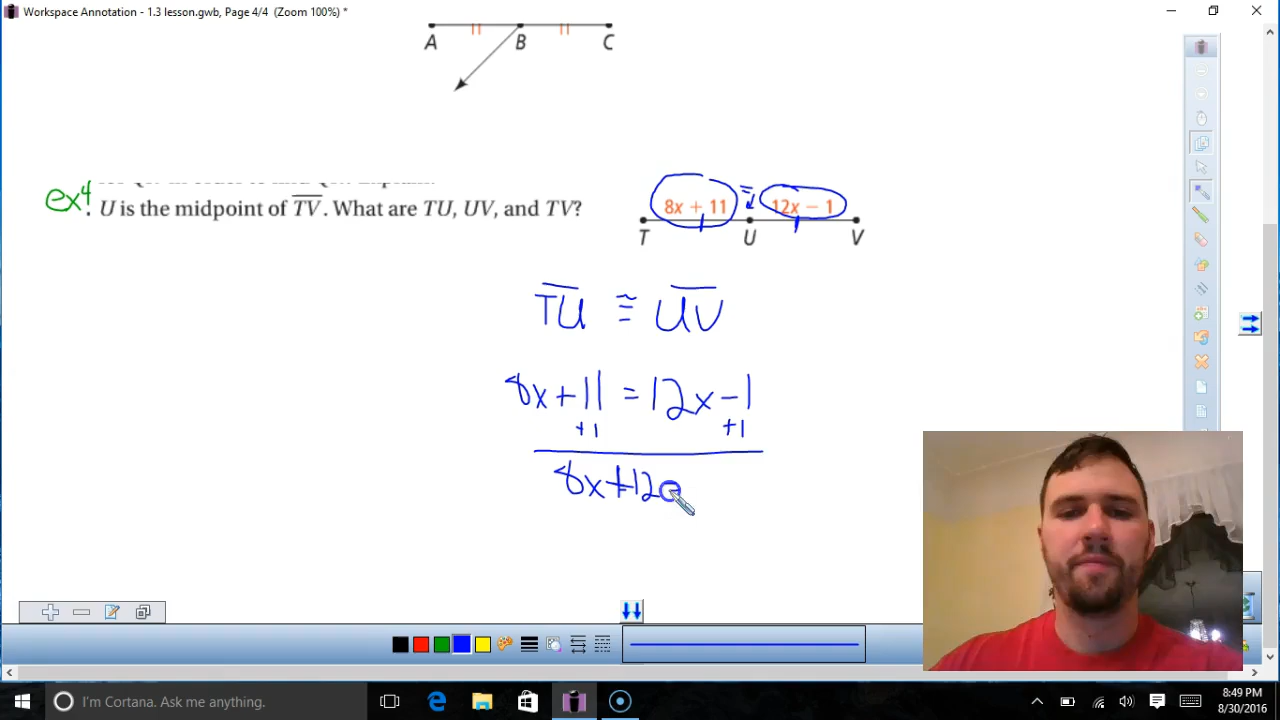 Workspace Annotation - 1.3 lesson.gwb, Page 4/4 (Zoom 100%) *
A B C
ex4. U is the midpoint of TV. What are TU, UV, and TV?
8x + 11 ≅ 12x − 1
T U V
TU ≅ UV
8x+11 = 12x-1
+1 +1
8x+12
I'm Cortana. Ask me anything.
8:49 PM
8/30/2016